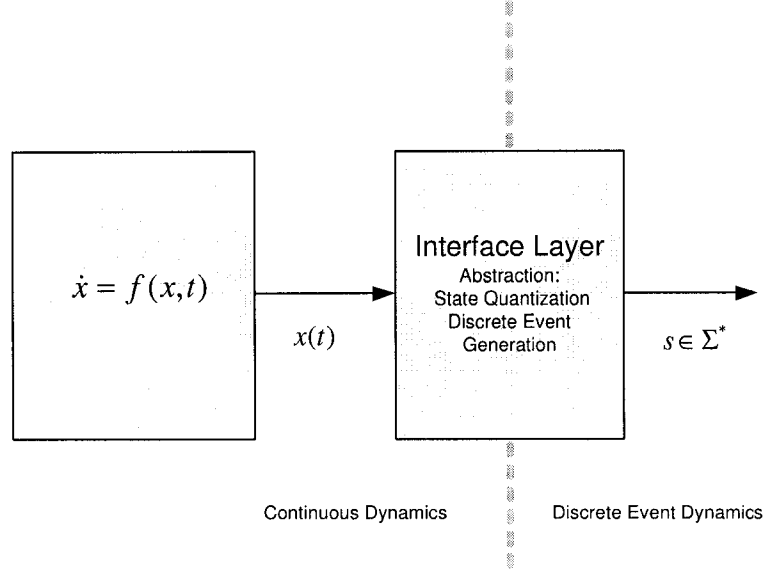 ẋ = f(x,t)
x(t)
Interface Layer
Abstraction:
State Quantization
Discrete Event
Generation
s ∈ Σ*
Continuous Dynamics
Discrete Event Dynamics